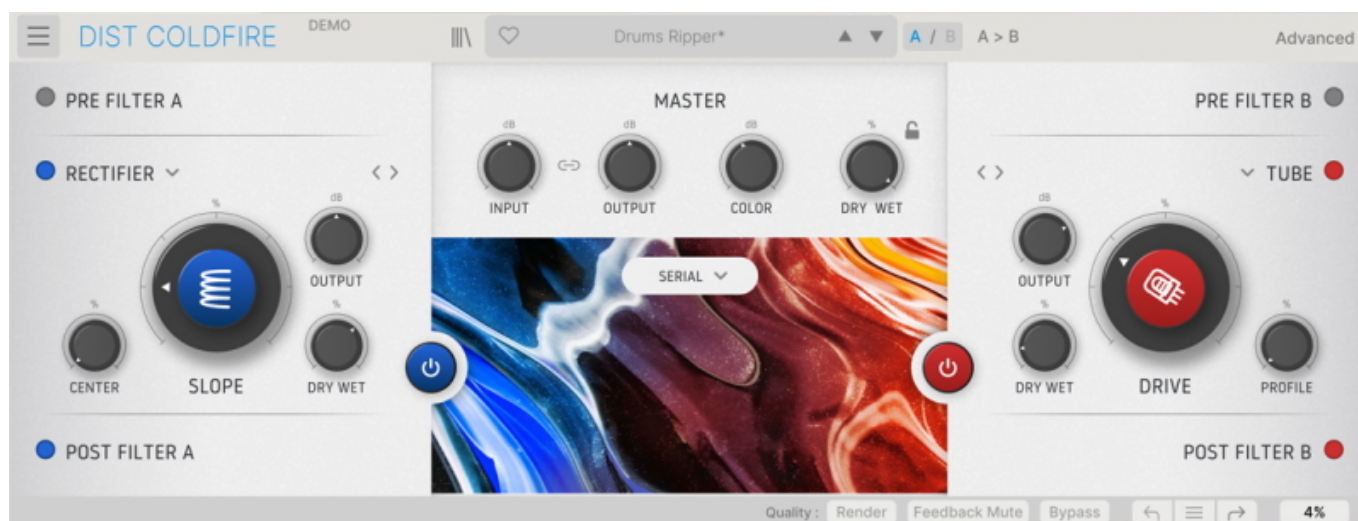 DIST COLDFIRE DEMO Drums Ripper* A / B A > B Advanced
PRE FILTER A
MASTER
PRE FILTER B
dB dB dB %
RECTIFIER
TUBE
INPUT OUTPUT COLOR DRY WET
% dB
OUTPUT
% %
CENTER SLOPE DRY WET
SERIAL
dB %
OUTPUT
% %
DRY WET DRIVE PROFILE
POST FILTER A
POST FILTER B
Quality : Render Feedback Mute Bypass 4%